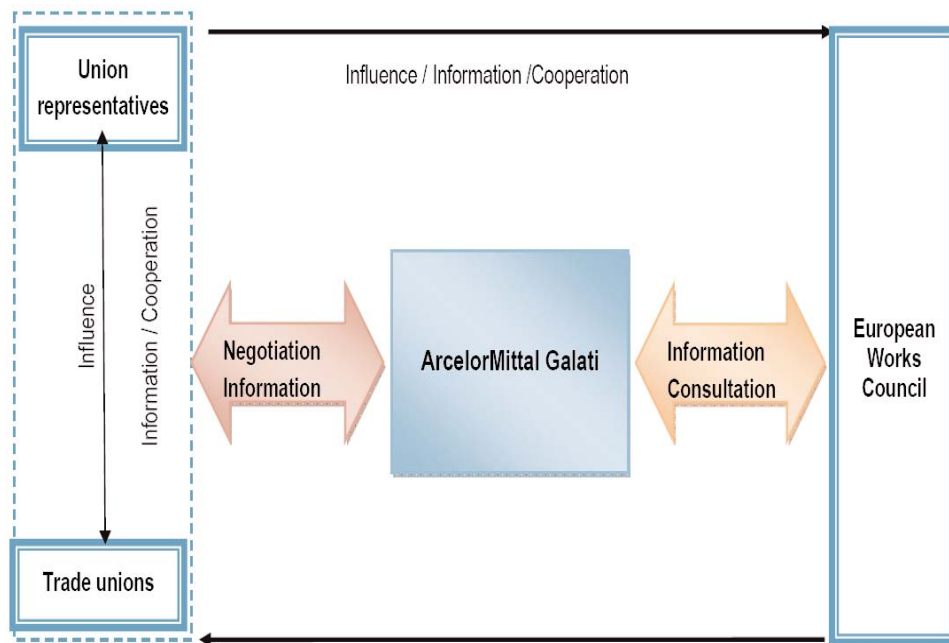 Union
representatives
Influence / Information /Cooperation
Influence
Information / Cooperation
Negotiation
Information
ArcelorMittal Galati
Information
Consultation
European
Works
Council
Trade unions